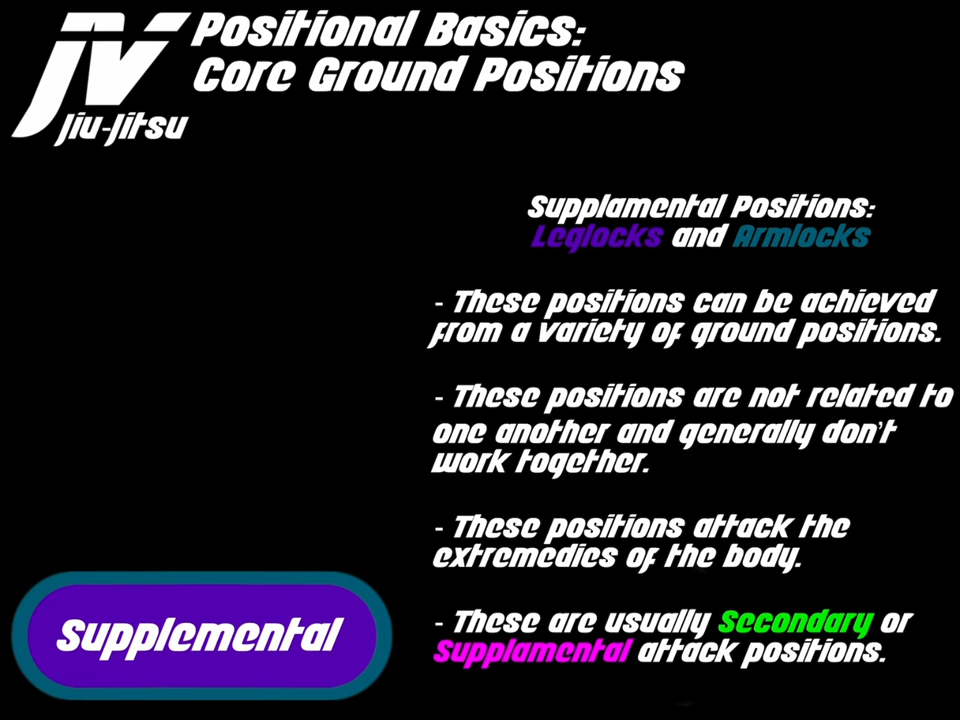 JV
Jiu-Jitsu
Positional Basics:
Core Ground Positions
Supplamental Positions:
Leglocks and Armlocks
- These positions can be achieved
from a variety of ground positions.
- These positions are not related to
one another and generally don't
work together.
- These positions attack the
extremedies of the body.
- These are usually Secondary or
Supplamental attack positions.
Supplemental